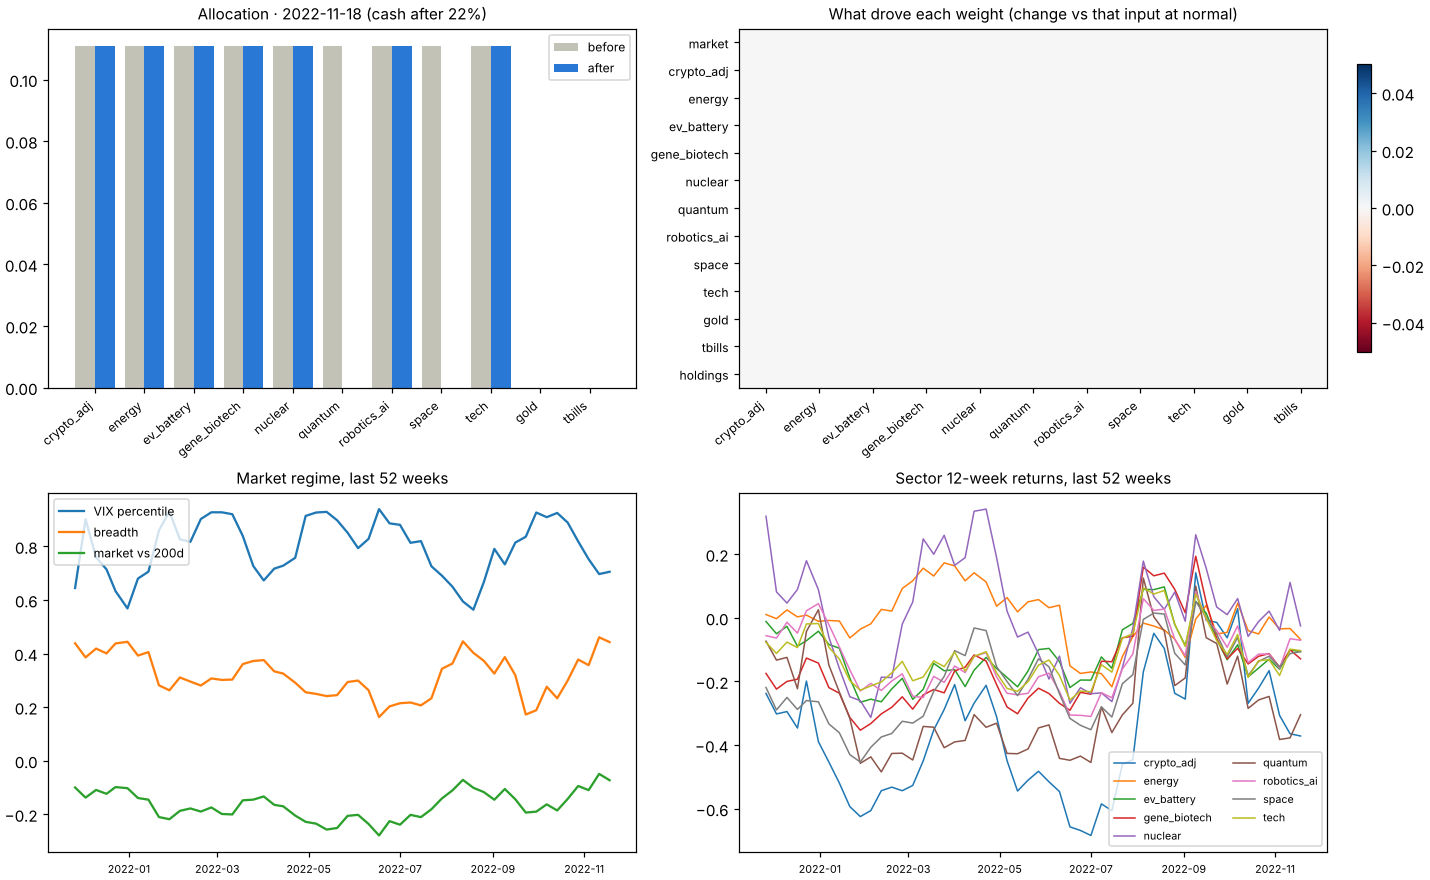 Allocation · 2022-11-18 (cash after 22%)
before
after
0.10
0.08
0.06
0.04
0.02
0.00
crypto_adj
energy
ev_battery
gene_biotech
nuclear
quantum
robotics_ai
space
tech
gold
tbills
What drove each weight (change vs that input at normal)
market
crypto_adj
energy
ev_battery
gene_biotech
nuclear
quantum
robotics_ai
space
tech
gold
tbills
holdings
crypto_adj
energy
ev_battery
gene_biotech
nuclear
quantum
robotics_ai
space
tech
gold
tbills
0.04
0.02
0.00
−0.02
−0.04
Market regime, last 52 weeks
VIX percentile
breadth
market vs 200d
0.8
0.6
0.4
0.2
0.0
−0.2
2022-01
2022-03
2022-05
2022-07
2022-09
2022-11
Sector 12-week returns, last 52 weeks
0.2
0.0
−0.2
−0.4
−0.6
crypto_adj
energy
ev_battery
gene_biotech
nuclear
quantum
robotics_ai
space
tech
2022-01
2022-03
2022-05
2022-07
2022-09
2022-11